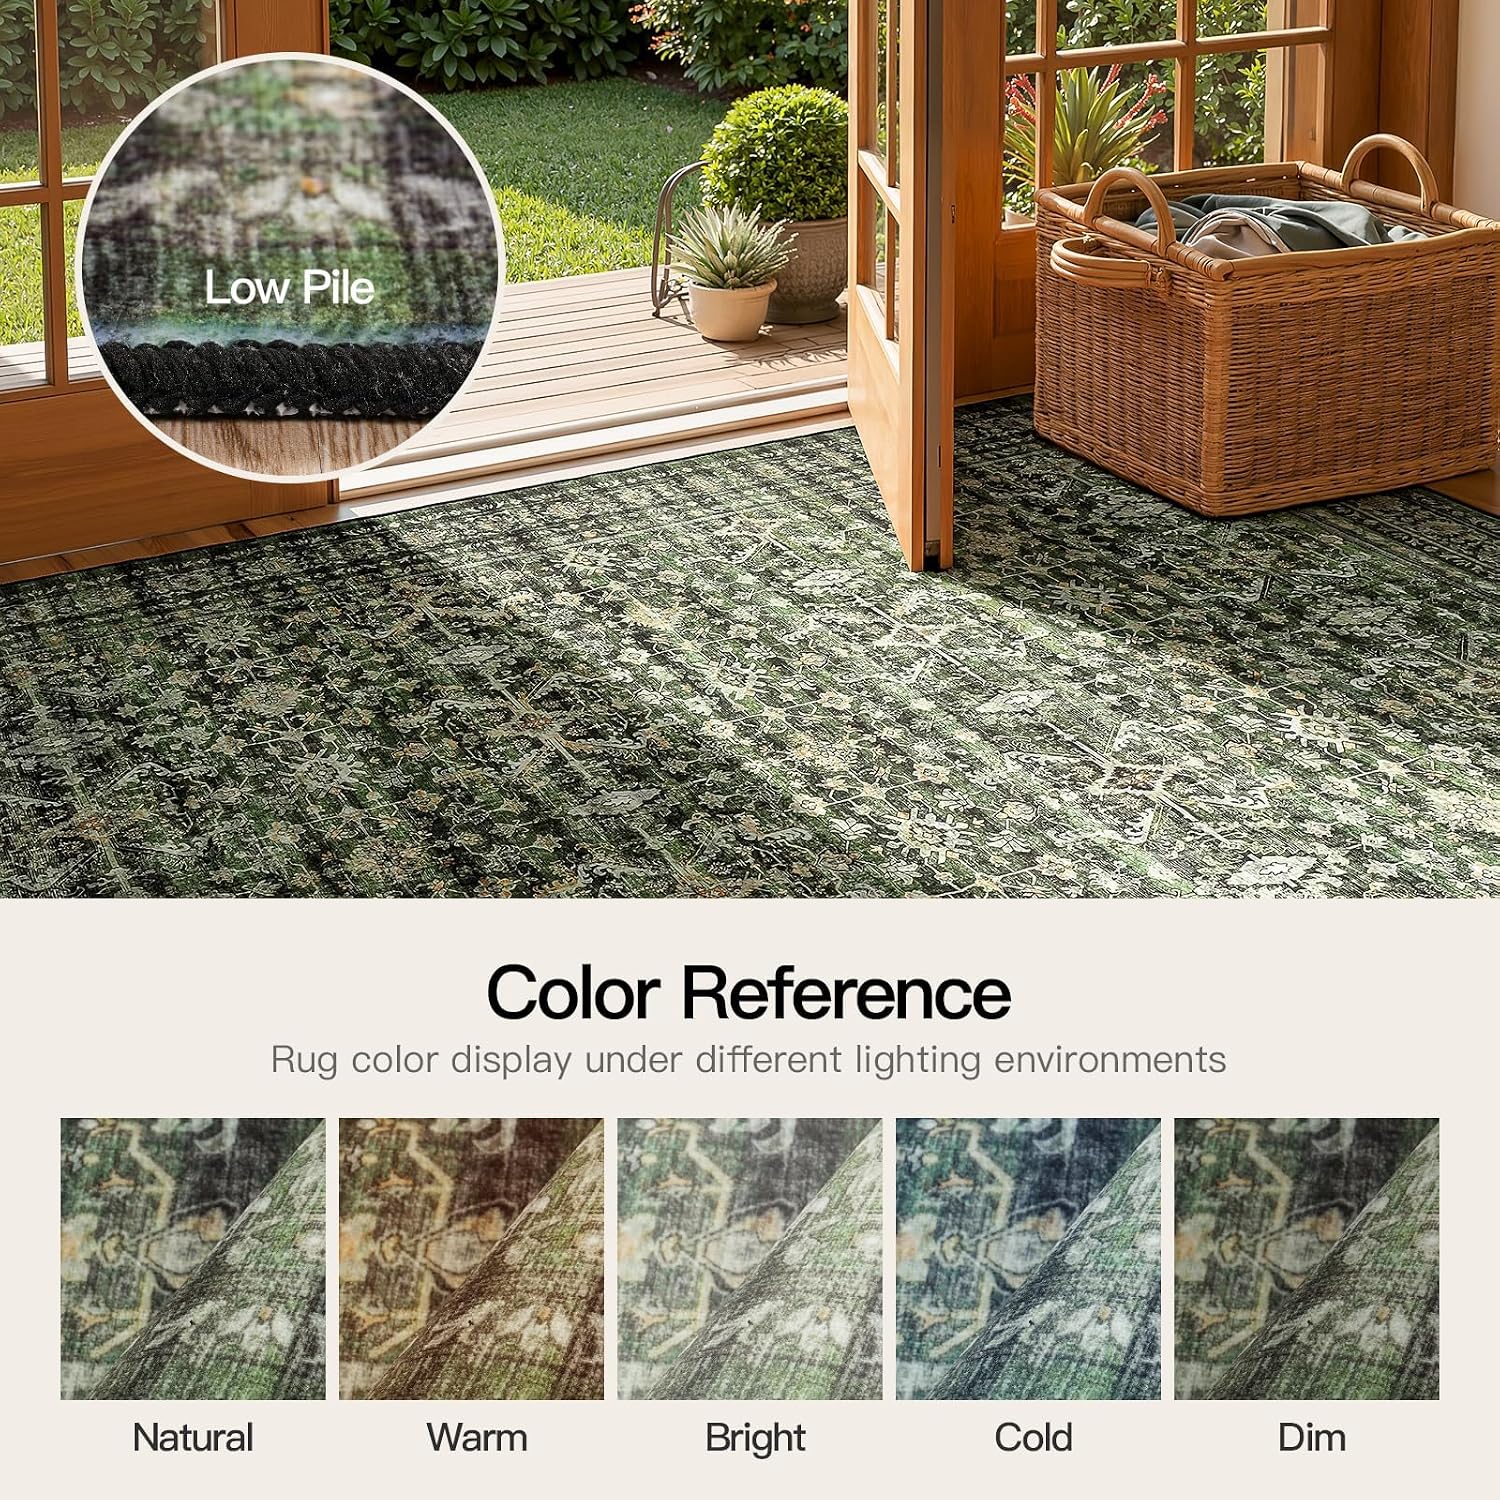 Low Pile
Color Reference
Rug color display under different lighting environments
Natural
Warm
Bright
Cold
Dim